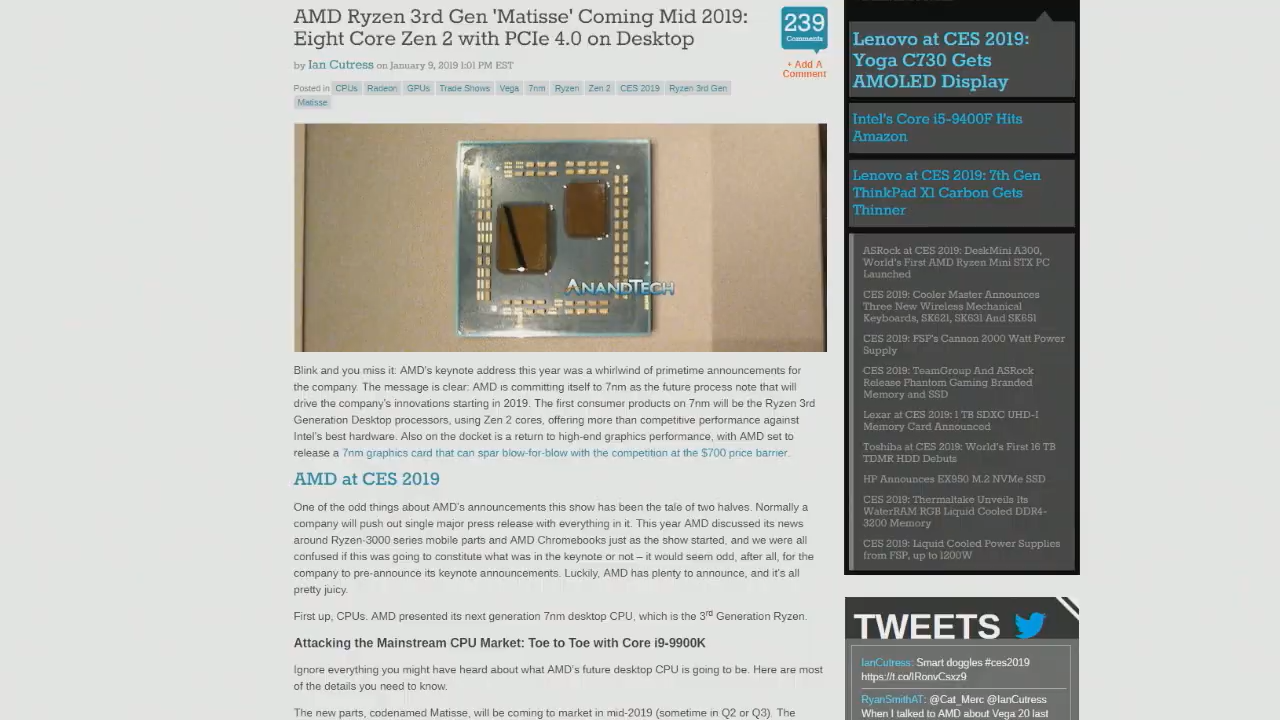 AMD Ryzen 3rd Gen 'Matisse' Coming Mid 2019:
Eight Core Zen 2 with PCIe 4.0 on Desktop
by Ian Cutress on January 9, 2019 1:01 PM EST
239
Comments
+ Add A
Comment
Posted in CPUs Radeon GPUs Trade Shows Vega 7nm Ryzen Zen 2 CES 2019 Ryzen 3rd Gen
Matisse
ANANDTECH
Blink and you miss it: AMD's keynote address this year was a whirlwind of primetime announcements for
the company. The message is clear: AMD is committing itself to 7nm as the future process note that will
drive the company's innovations starting in 2019. The first consumer products on 7nm will be the Ryzen 3rd
Generation Desktop processors, using Zen 2 cores, offering more than competitive performance against
Intel's best hardware. Also on the docket is a return to high-end graphics performance, with AMD set to
release a 7nm graphics card that can spar blow-for-blow with the competition at the $700 price barrier.
AMD at CES 2019
One of the odd things about AMD's announcements this show has been the tale of two halves. Normally a
company will push out single major press release with everything in it. This year AMD discussed its news
around Ryzen-3000 series mobile parts and AMD Chromebooks just as the show started, and we were all
confused if this was going to constitute what was in the keynote or not – it would seem odd, after all, for the
company to pre-announce its keynote announcements. Luckily, AMD has plenty to announce, and it's all
pretty juicy.
First up, CPUs. AMD presented its next generation 7nm desktop CPU, which is the 3rd Generation Ryzen.
Attacking the Mainstream CPU Market: Toe to Toe with Core i9-9900K
Ignore everything you might have heard about what AMD's future desktop CPU is going to be. Here are most
of the details you need to know.
The new parts, codenamed Matisse, will be coming to market in mid-2019 (sometime in Q2 or Q3). The
Lenovo at CES 2019:
Yoga C730 Gets
AMOLED Display
Intel's Core i5-9400F Hits
Amazon
Lenovo at CES 2019: 7th Gen
ThinkPad X1 Carbon Gets
Thinner
ASRock at CES 2019: DeskMini A300,
World's First AMD Ryzen Mini STX PC
Launched
CES 2019: Cooler Master Announces
Three New Wireless Mechanical
Keyboards, SK621, SK631 And SK651
CES 2019: FSP's Cannon 2000 Watt Power
Supply
CES 2019: TeamGroup And ASRock
Release Phantom Gaming Branded
Memory and SSD
Lexar at CES 2019: 1 TB SDXC UHD-I
Memory Card Announced
Toshiba at CES 2019: World's First 16 TB
TDMR HDD Debuts
HP Announces EX950 M.2 NVMe SSD
CES 2019: Thermaltake Unveils Its
WaterRAM RGB Liquid Cooled DDR4-
3200 Memory
CES 2019: Liquid Cooled Power Supplies
from FSP, up to 1200W
TWEETS
IanCutress: Smart doggles #ces2019
https://t.co/IRonvCsxz9
RyanSmithAT: @Cat_Merc @IanCutress
When I talked to AMD about Vega 20 last